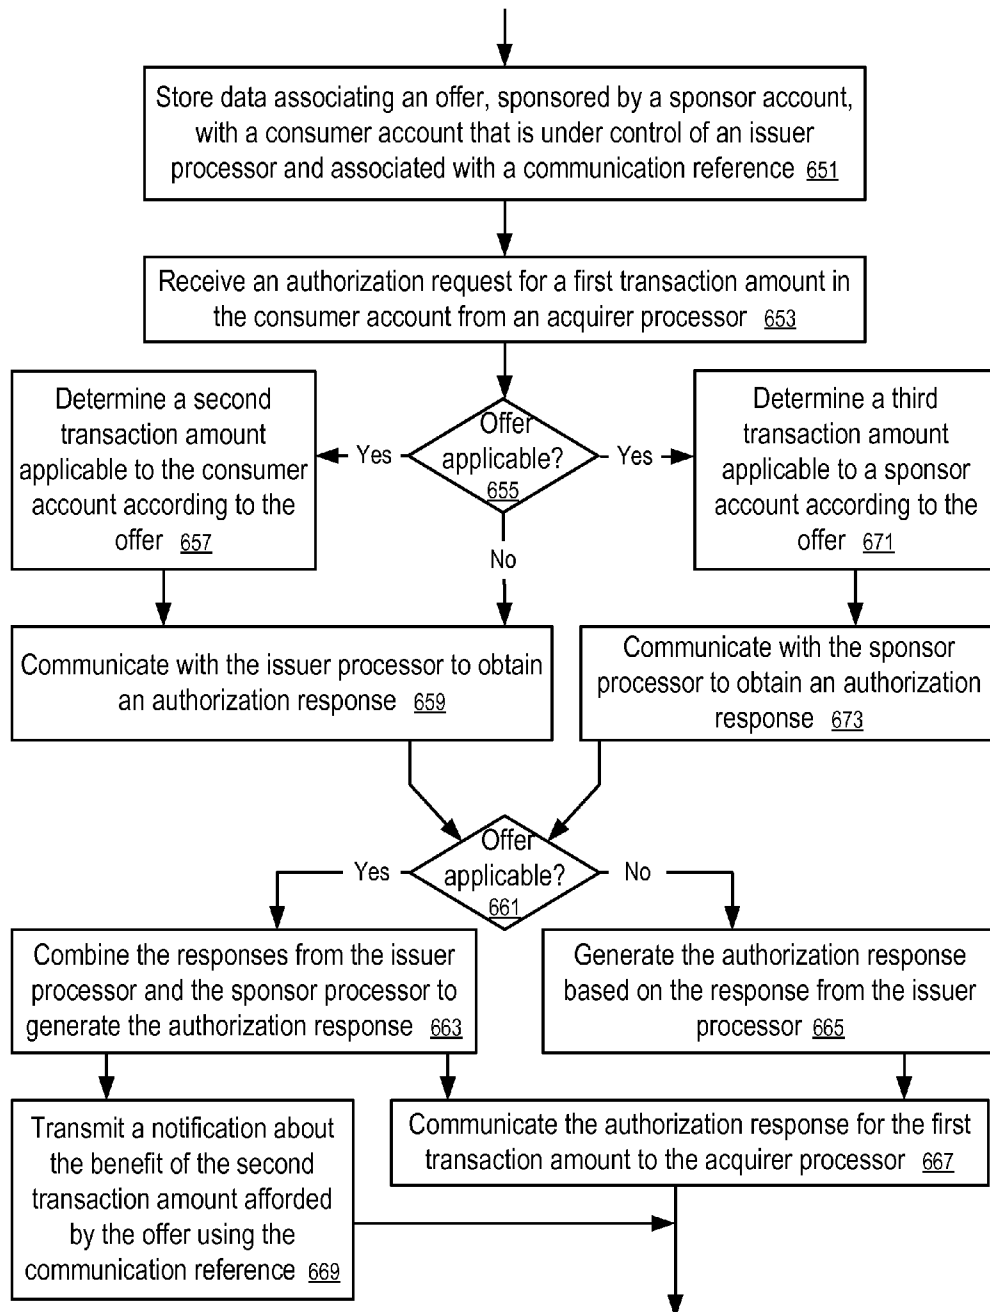 Store data associating an offer, sponsored by a sponsor account,
with a consumer account that is under control of an issuer
processor and associated with a communication reference 651
Receive an authorization request for a first transaction amount in
the consumer account from an acquirer processor 653
Determine a second
transaction amount
applicable to the consumer
account according to the
offer 657
Yes
Offer
applicable?
655
Yes
No
Determine a third
transaction amount
applicable to a sponsor
account according to the
offer 671
Communicate with the issuer processor to obtain
an authorization response 659
Communicate with the sponsor
processor to obtain an authorization
response 673
Yes
Offer
applicable?
661
No
Combine the responses from the issuer
processor and the sponsor processor to
generate the authorization response 663
Generate the authorization response
based on the response from the issuer
processor 665
Transmit a notification about
the benefit of the second
transaction amount afforded
by the offer using the
communication reference 669
Communicate the authorization response for the first
transaction amount to the acquirer processor 667